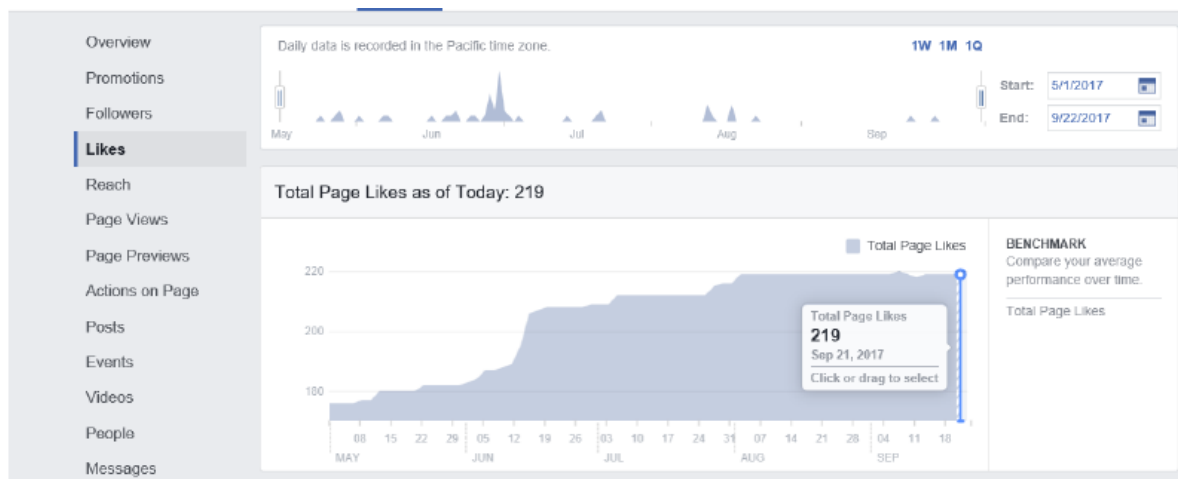 Overview
Promotions
Followers
Likes
Reach
Page Views
Page Previews
Actions on Page
Posts
Events
Videos
People
Messages
Daily data is recorded in the Pacific time zone.
1W 1M 1Q
Start: 5/1/2017
End: 9/22/2017
May Jun Jul Aug Sep
Total Page Likes as of Today: 219
Total Page Likes
220
200
180
Total Page Likes
219
Sep 21, 2017
Click or drag to select
08 15 22 29 05 12 19 26 03 10 17 24 31 07 14 21 28 04 11 18
MAY JUN JUL AUG SEP
BENCHMARK
Compare your average
performance over time.
Total Page Likes